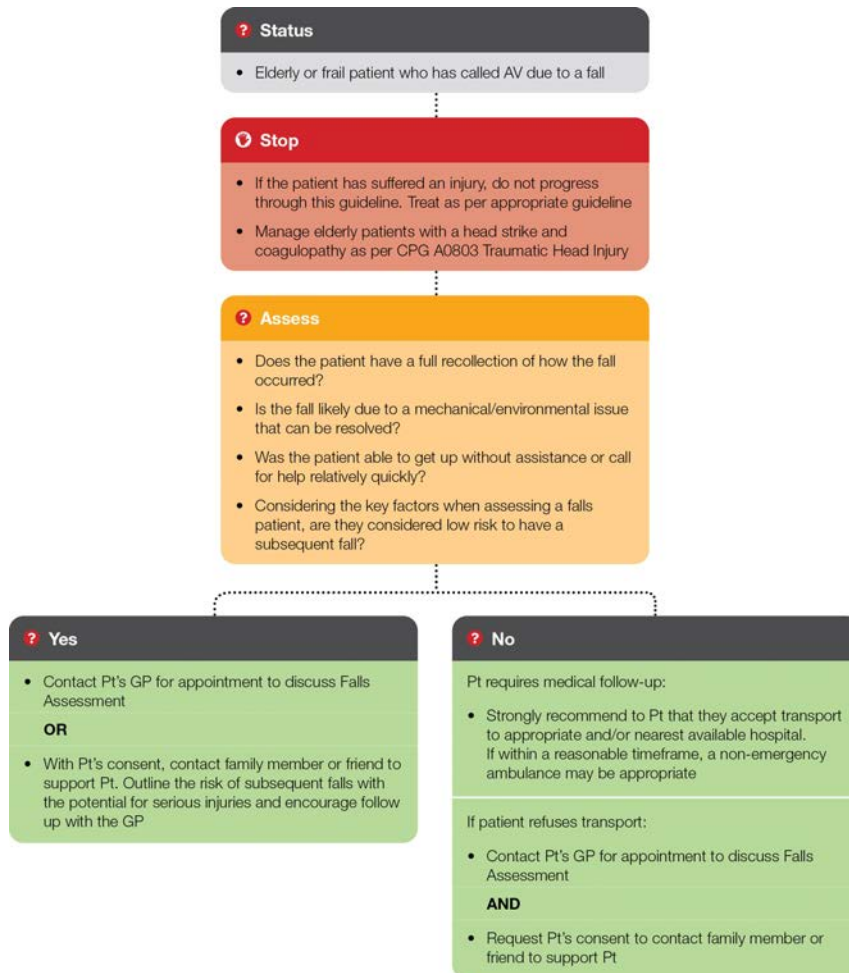 Status
• Elderly or frail patient who has called AV due to a fall
Stop
• If the patient has suffered an injury, do not progress
through this guideline. Treat as per appropriate guideline
• Manage elderly patients with a head strike and
coagulopathy as per CPG A0803 Traumatic Head Injury
Assess
• Does the patient have a full recollection of how the fall
occurred?
• Is the fall likely due to a mechanical/environmental issue
that can be resolved?
• Was the patient able to get up without assistance or call
for help relatively quickly?
• Considering the key factors when assessing a falls
patient, are they considered low risk to have a
subsequent fall?
Yes
• Contact Pt's GP for appointment to discuss Falls
Assessment
OR
• With Pt's consent, contact family member or friend to
support Pt. Outline the risk of subsequent falls with
the potential for serious injuries and encourage follow
up with the GP
No
Pt requires medical follow-up:
• Strongly recommend to Pt that they accept transport
to appropriate and/or nearest available hospital.
If within a reasonable timeframe, a non-emergency
ambulance may be appropriate
If patient refuses transport:
• Contact Pt's GP for appointment to discuss Falls
Assessment
AND
• Request Pt's consent to contact family member or
friend to support Pt